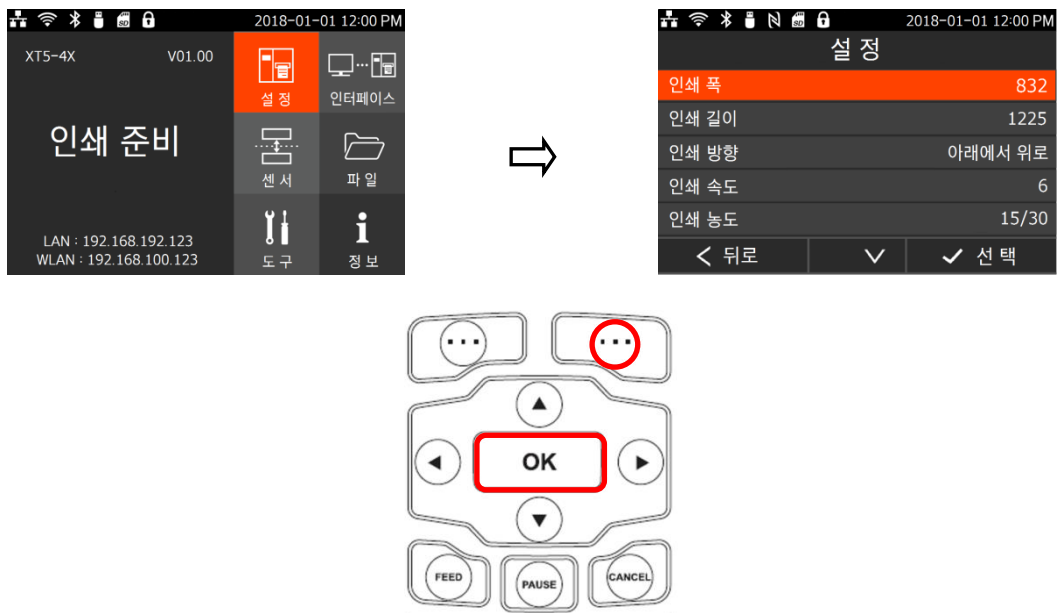 2018-01-01 12:00 PM
XT5-4X V01.00
인쇄 준비
LAN : 192.168.192.123
WLAN : 192.168.100.123
설 정
인터페이스
센 서
파 일
도 구
정 보
2018-01-01 12:00 PM
설 정
인쇄 폭 832
인쇄 길이 1225
인쇄 방향 아래에서 위로
인쇄 속도 6
인쇄 농도 15/30
뒤로 선 택
OK
FEED PAUSE CANCEL